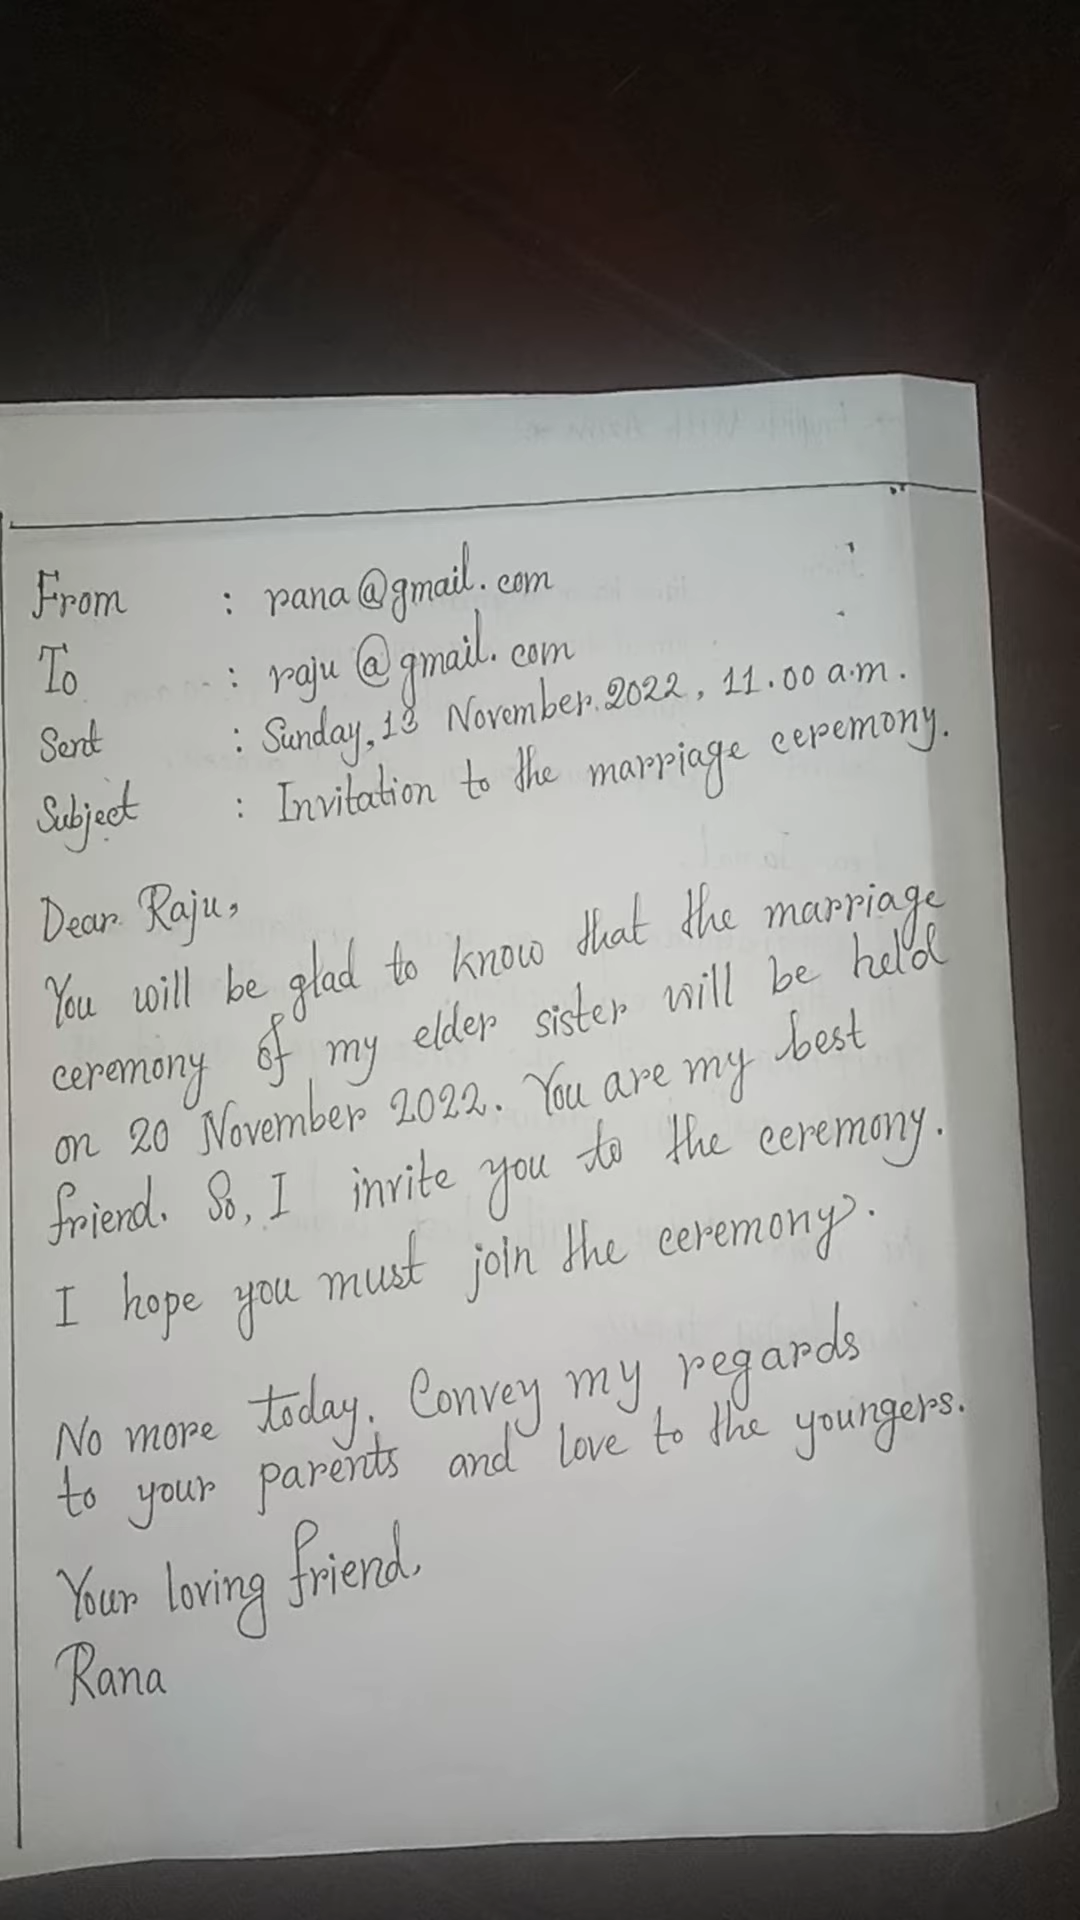 From : rana@gmail.com
To : raju@gmail.com
Sent : Sunday, 13 November. 2022, 11.00 a.m.
Subject : Invitation to the marriage ceremony.
Dear Raju,
You will be glad to know that the marriage
ceremony of my elder sister will be held
on 20 November 2022. You are my best
friend. So, I invite you to the ceremony.
I hope you must join the ceremony.
No more today. Convey my regards
to your parents and love to the youngers.
Your loving friend,
Rana